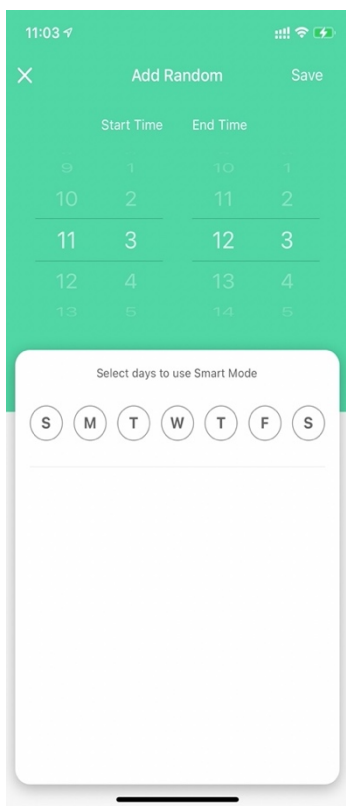 11:03
Add Random Save
Start Time End Time
9 1 10 1
10 2 11 2
11 3 12 3
12 4 13 4
13 5 14 5
Select days to use Smart Mode
S M T W T F S